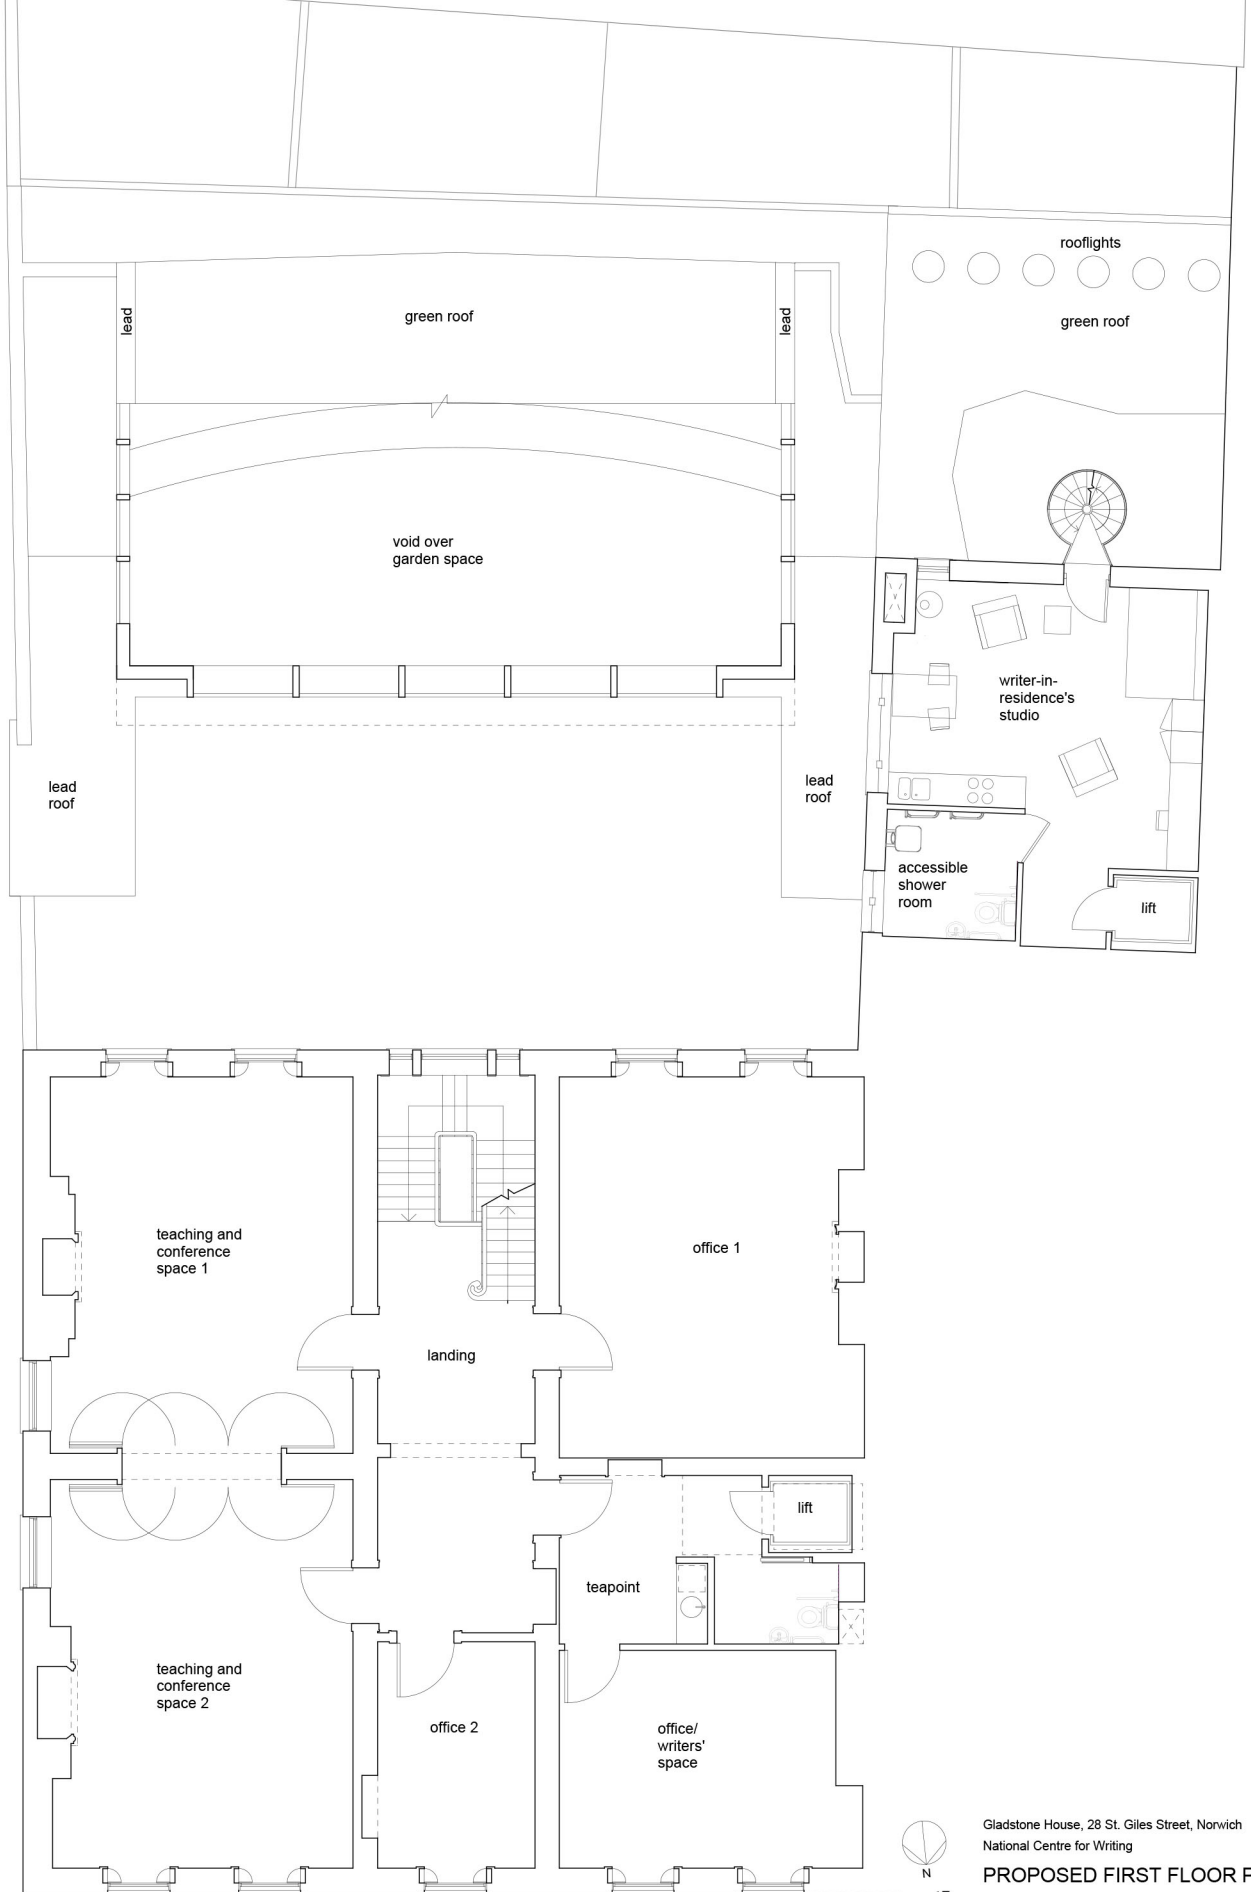 rooflights
green roof
lead
green roof
lead
void over
garden space
writer-in-
residence's
studio
lead
roof
lead
roof
accessible
shower
room
lift
teaching and
conference
space 1
office 1
landing
lift
teapoint
teaching and
conference
space 2
office 2
office/
writers'
space
N
Gladstone House, 28 St. Giles Street, Norwich
National Centre for Writing
PROPOSED FIRST FLOOR P